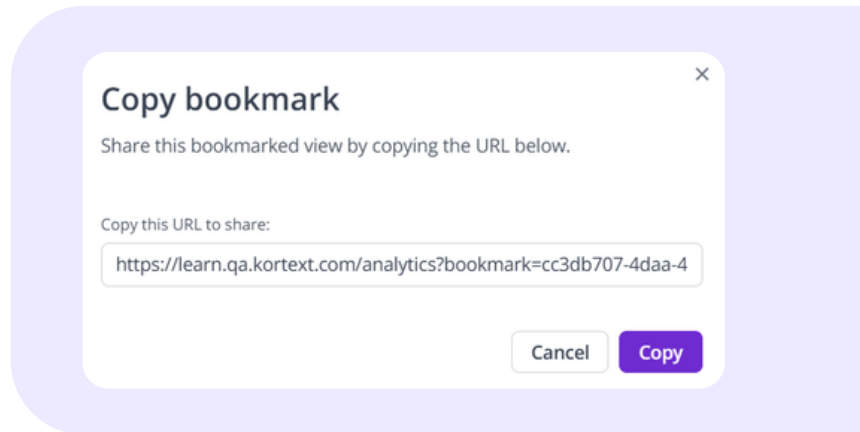 Copy bookmark
Share this bookmarked view by copying the URL below.
Copy this URL to share:
https://learn.qa.kortext.com/analytics?bookmark=cc3db707-4daa-4
Cancel
Copy